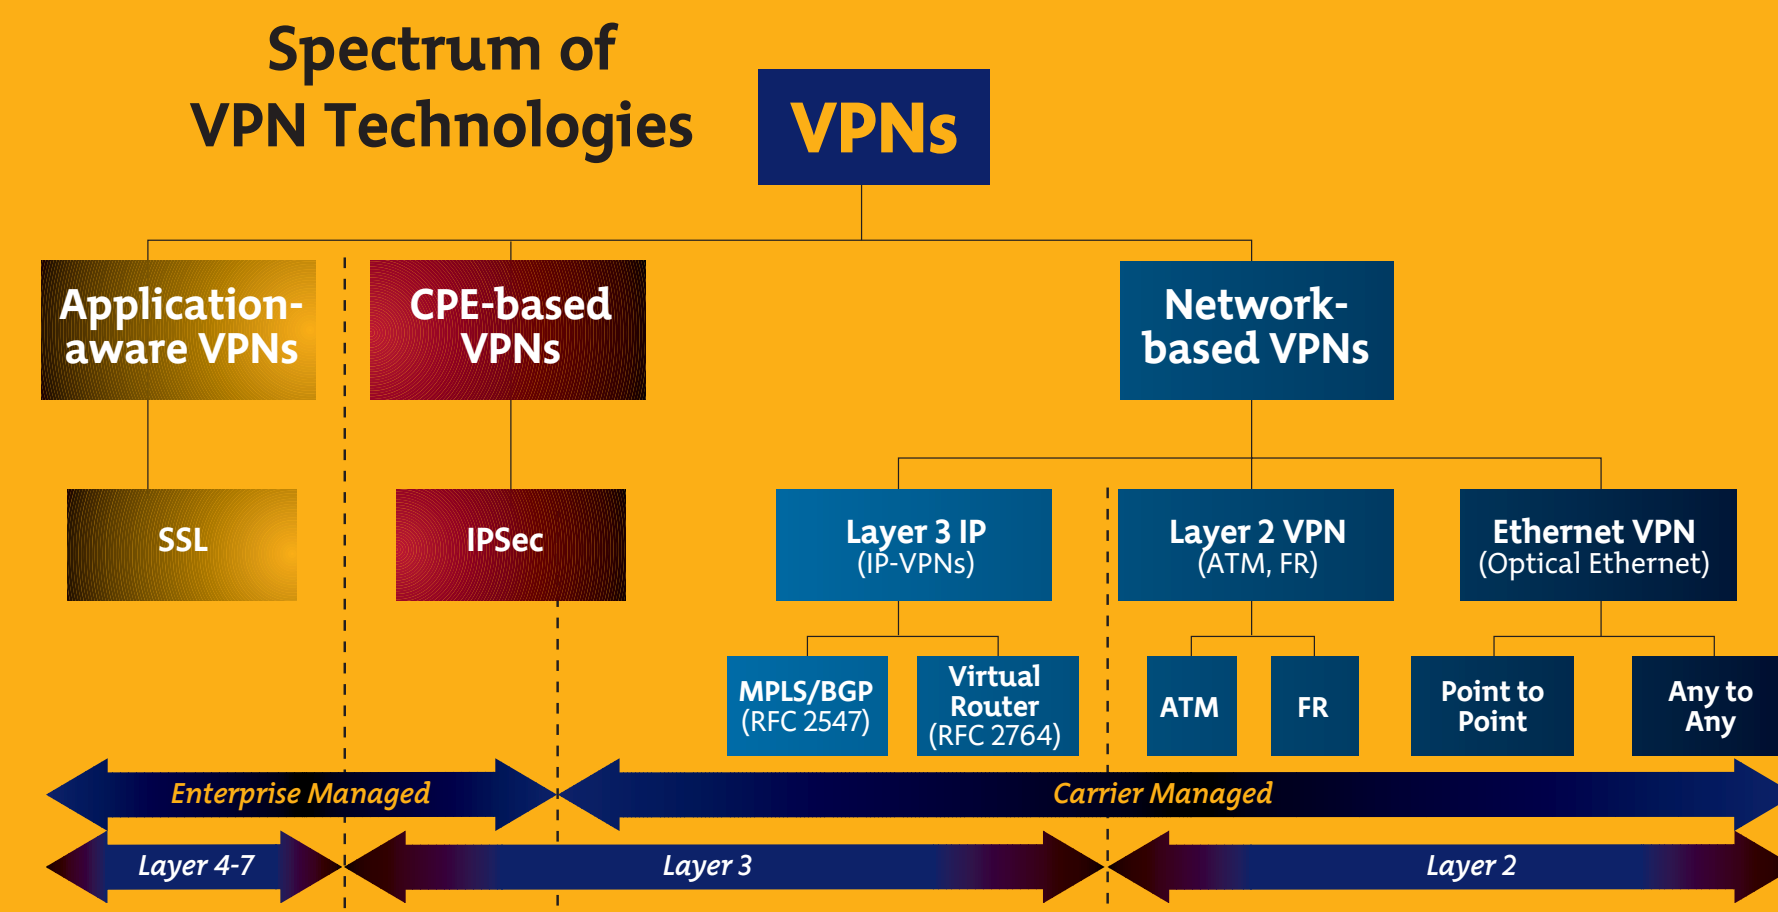 Spectrum of
VPN Technologies
VPNs
Application-
aware VPNs
CPE-based
VPNs
Network-
based VPNs
SSL
IPSec
Layer 3 IP
(IP-VPNs)
Layer 2 VPN
(ATM, FR)
Ethernet VPN
(Optical Ethernet)
MPLS/BGP
(RFC 2547)
Virtual
Router
(RFC 2764)
ATM
FR
Point to
Point
Any to
Any
Enterprise Managed
Carrier Managed
Layer 4-7
Layer 3
Layer 2